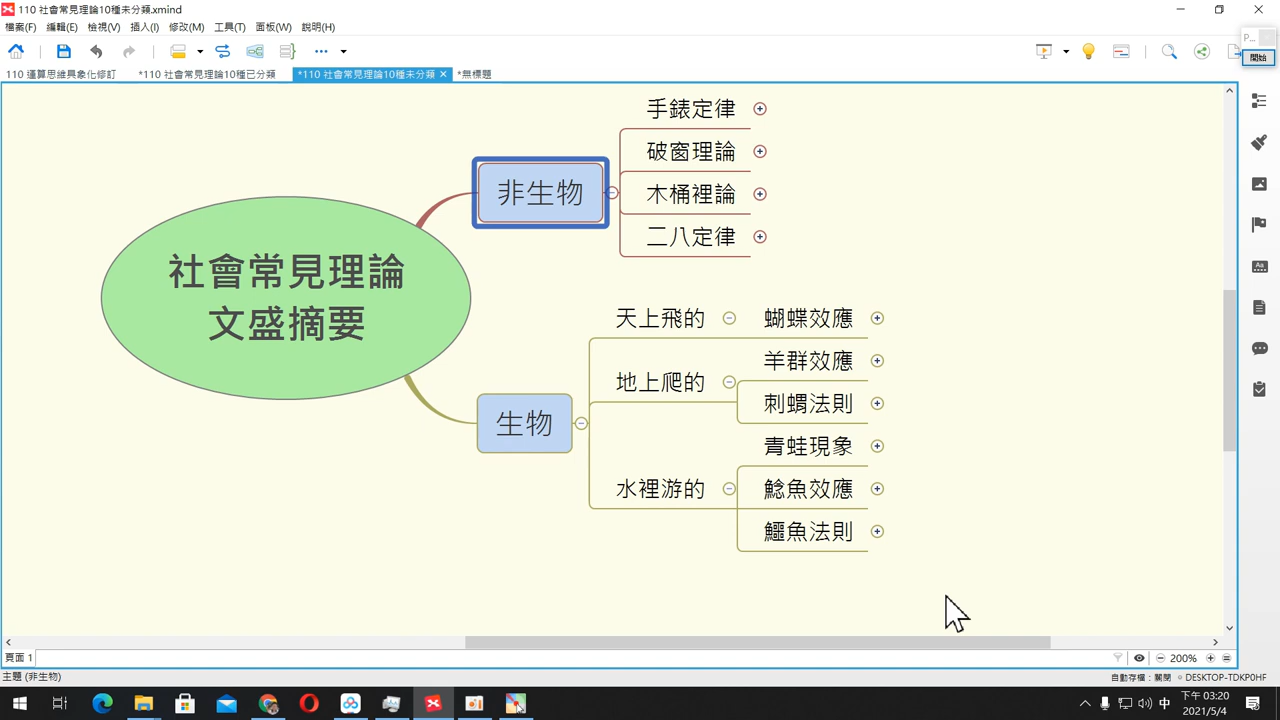 110 社會常見理論10種未分類.xmind
檔案(F) 編輯(E) 檢視(V) 插入(I) 修改(M) 工具(T) 面板(W) 說明(H)
P...
開始
110 運算思維具象化修訂 *110 社會常見理論10種已分類 *110 社會常見理論10種未分類 *無標題
手錶定律
破窗理論
非生物
木桶裡論
二八定律
社會常見理論
文盛摘要
天上飛的 蝴蝶效應
羊群效應
地上爬的
刺蝟法則
生物
青蛙現象
水裡游的 鯰魚效應
鱷魚法則
頁面 1
200%
主題 (非生物)
自動存檔：關閉 DESKTOP-TDKP0HF
中
下午 03:20
2021/5/4